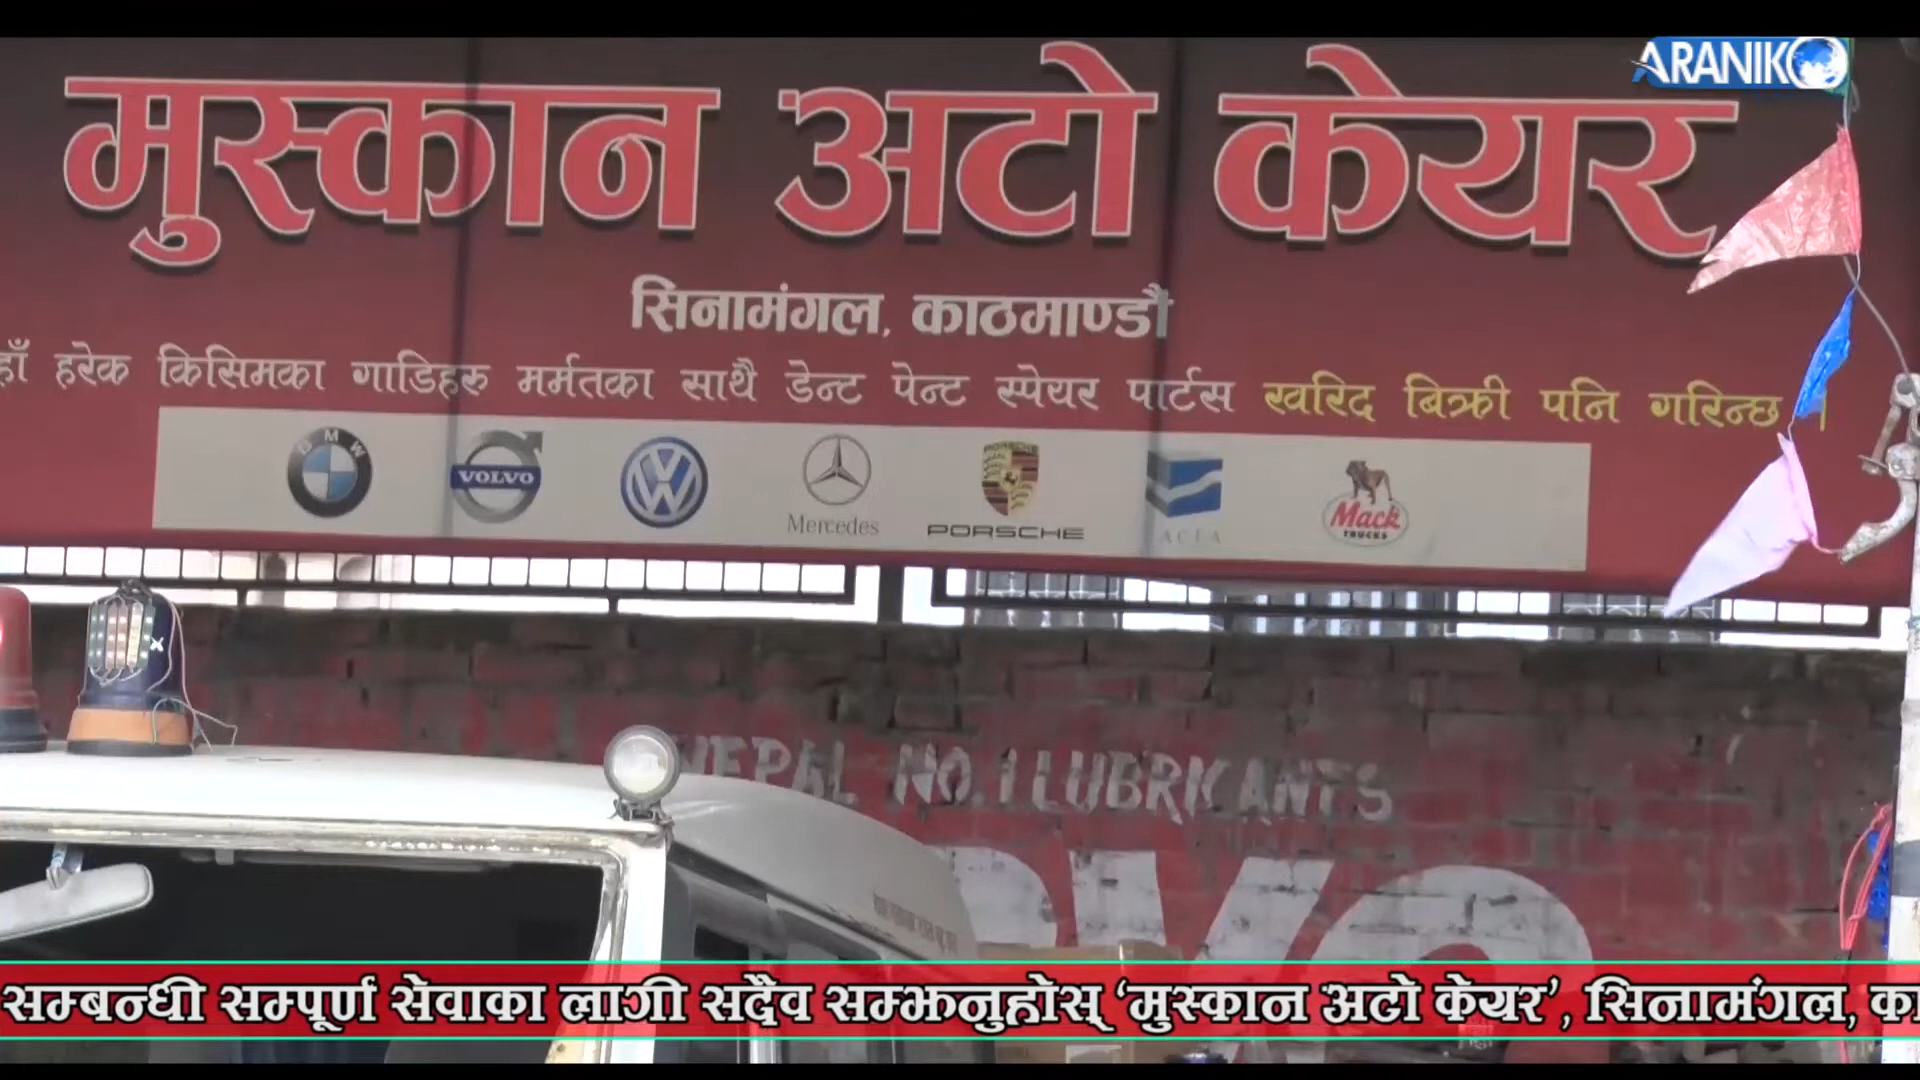 ARANIKO
मुस्कान अटो केयर
सिनामंगल, काठमाण्डौ
हाँ हरेक किसिमका गाडिहरु मर्मतका साथै डेन्ट पेन्ट स्पेयर पार्टस खरिद बिक्री पनि गरिन्छ ।
BMW VOLVO Mercedes PORSCHE Mack
TRUCKS
NEPAL NO.1 LUBRICANTS
सम्बन्धी सम्पूर्ण सेवाका लागी सदैव सम्झनुहोस् ‘मुस्कान अटो केयर’, सिनामंगल, का